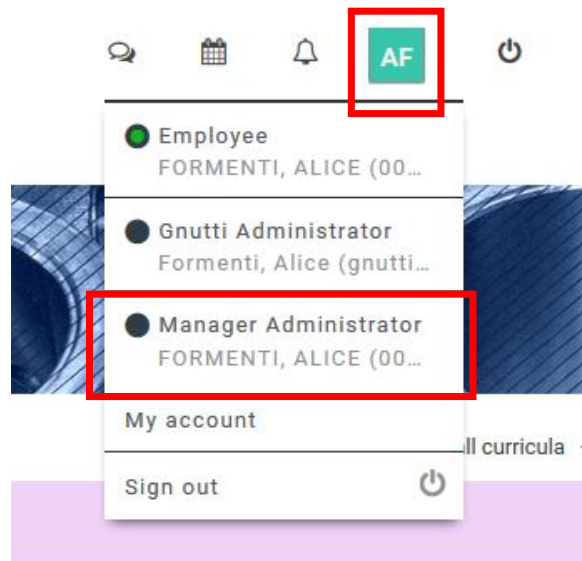 AF
Employee
FORMENTI, ALICE (00...
Gnutti Administrator
Formenti, Alice (gnutti...
Manager Administrator
FORMENTI, ALICE (00...
My account
ll curricula
Sign out